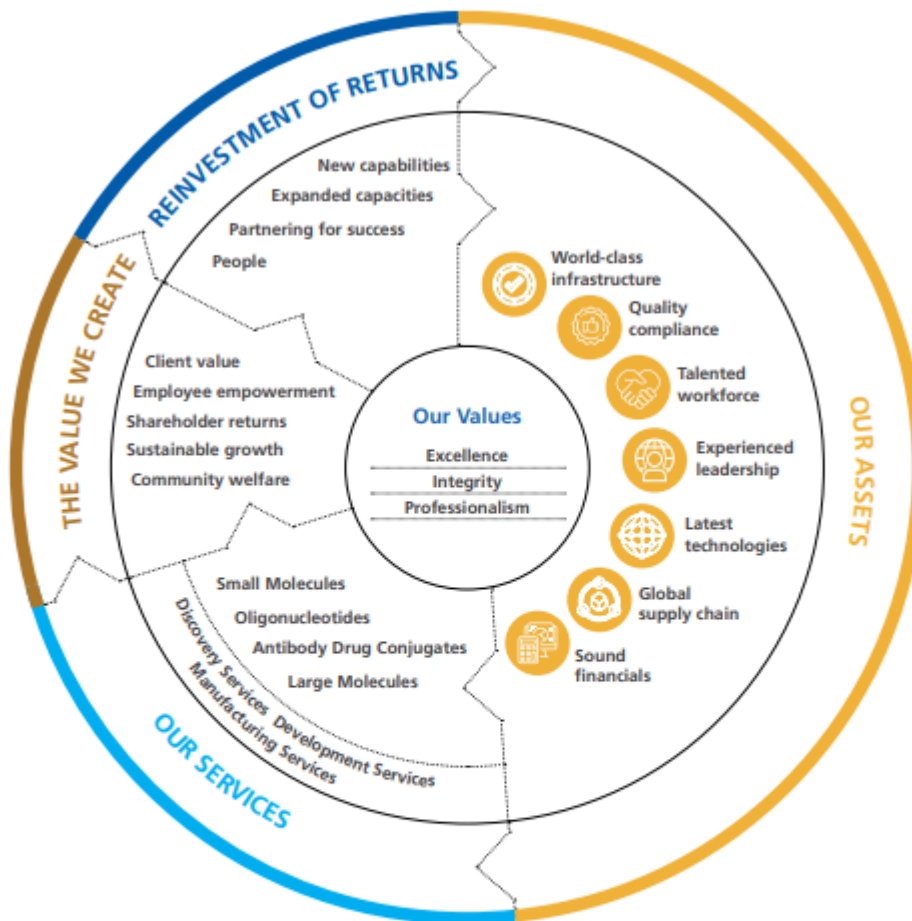 REINVESTMENT OF RETURNS
New capabilities
Expanded capacities
Partnering for success
People
THE VALUE WE CREATE
Client value
Employee empowerment
Shareholder returns
Sustainable growth
Community welfare
Our Values
Excellence
Integrity
Professionalism
World-class
infrastructure
Quality
compliance
Talented
workforce
Experienced
leadership
Latest
technologies
Global
supply chain
Sound
financials
OUR ASSETS
Small Molecules
Oligonucleotides
Antibody Drug Conjugates
Large Molecules
Discovery Services
Development Services
Manufacturing Services
OUR SERVICES